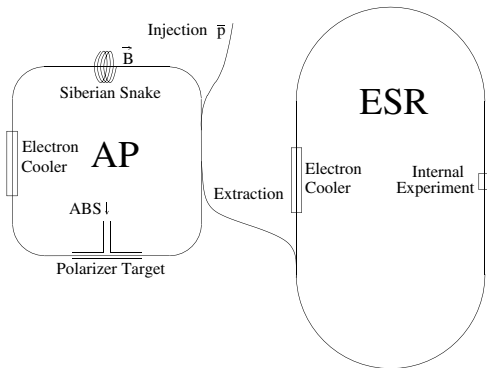 Injection p̅
B⃗
Siberian Snake
ESR
Electron
Cooler
AP
Electron
Cooler
Internal
Experiment
Extraction
ABS↓
Polarizer Target